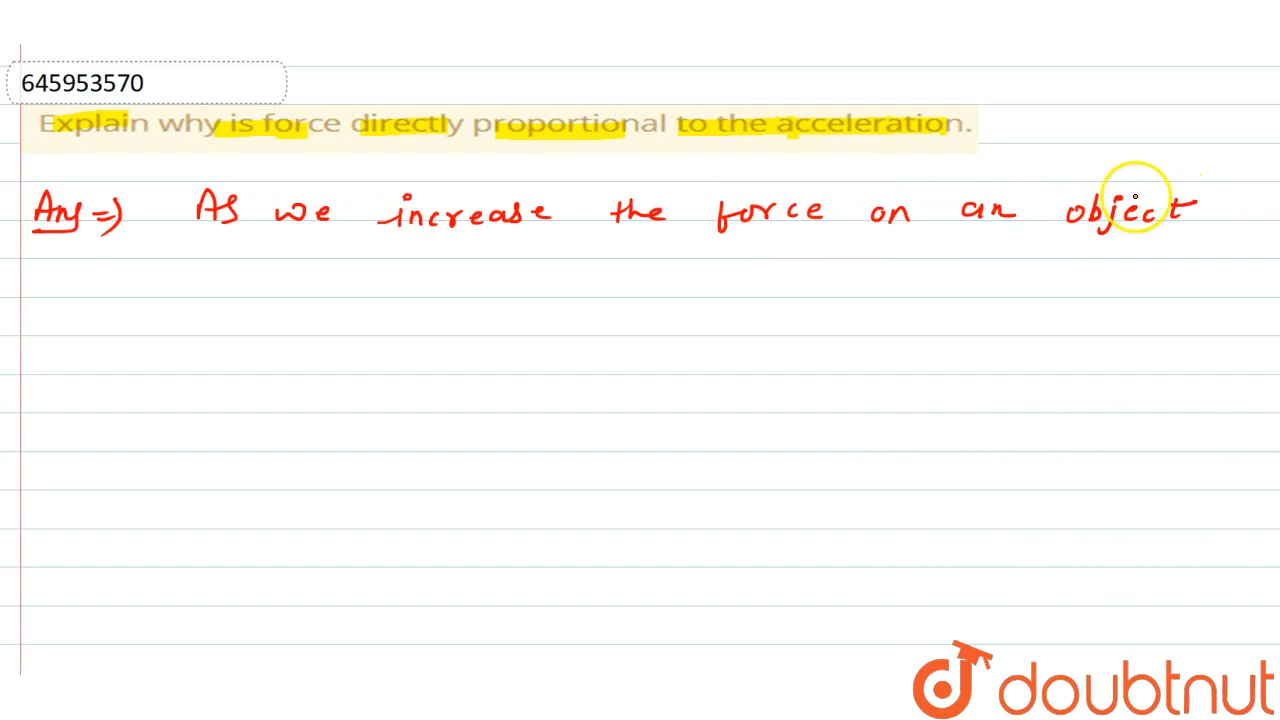 645953570
Explain why is force directly proportional to the acceleration.
Ans => As we increase the force on an object
doubtnut